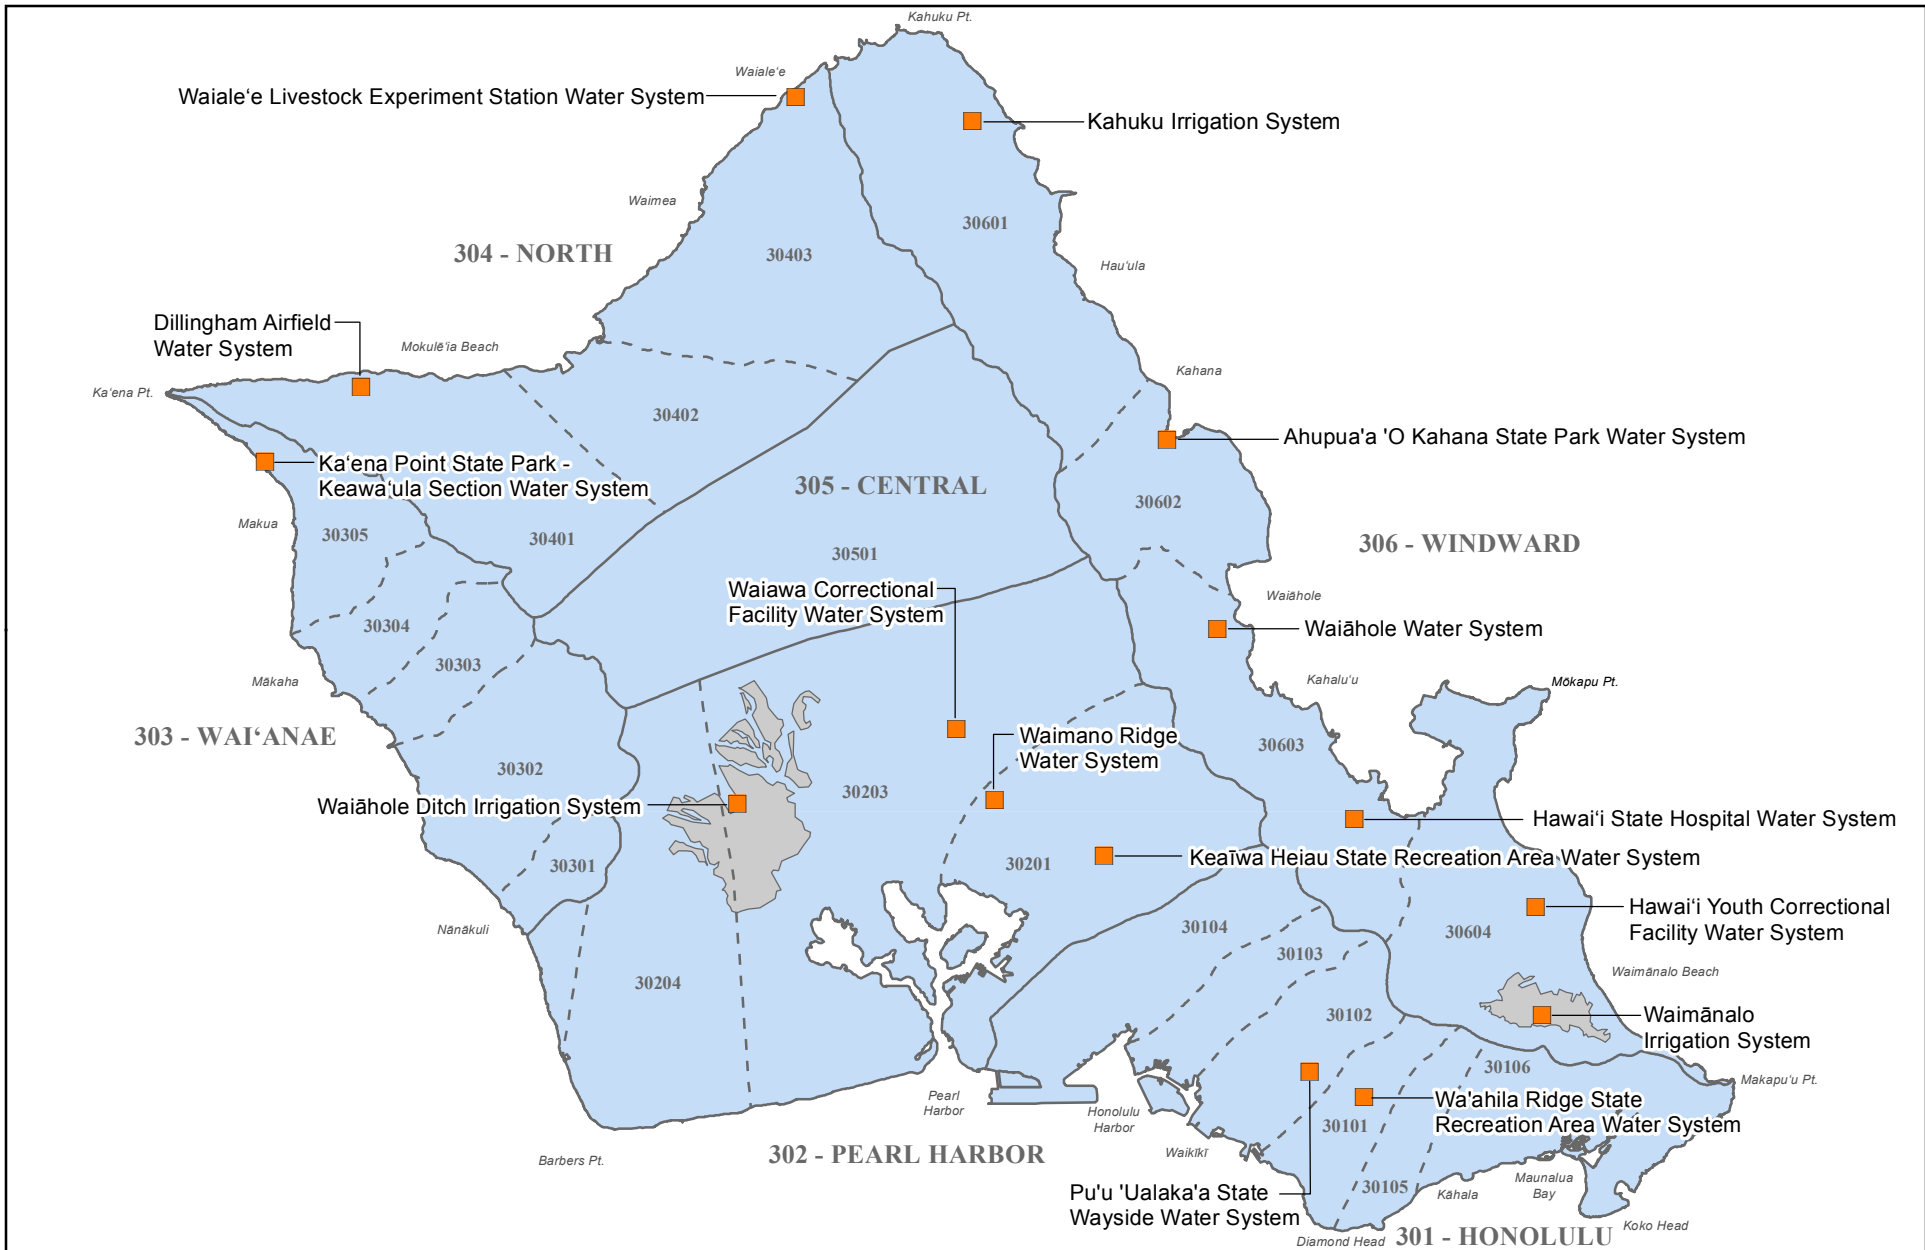 Kahuku Pt.
Waiale‘e
Waiale‘e Livestock Experiment Station Water System
Kahuku Irrigation System
Waimea
30601
304 - NORTH
30403
Hau‘ula
Dillingham Airfield
Water System
Mokulē‘ia Beach
Kahana
Ka‘ena Pt.
30402
Ahupua'a 'O Kahana State Park Water System
Ka‘ena Point State Park -
Keawa‘ula Section Water System
305 - CENTRAL
30602
Makua
30305
30401
30501
306 - WINDWARD
Waiawa Correctional
Facility Water System
Waiāhole
30304
Waiāhole Water System
30303
Mākaha
Kahalu‘u
Mōkapu Pt.
303 - WAI‘ANAE
Waimano Ridge
Water System
30603
30302
30203
Waiāhole Ditch Irrigation System
Hawai‘i State Hospital Water System
30301
30201
Keaīwa Heiau State Recreation Area Water System
Nānākuli
30104
30103
30604
Hawai‘i Youth Correctional
Facility Water System
Waimānalo Beach
30204
30102
Waimānalo
Irrigation System
30106
Makapu‘u Pt.
Pearl
Harbor
Honolulu
Harbor
Wa'ahila Ridge State
Recreation Area Water System
30101
Barbers Pt.
302 - PEARL HARBOR
Waikīkī
Pu'u 'Ualaka'a State
Wayside Water System
30105
Kāhala
Maunalua
Bay
Koko Head
Diamond Head
301 - HONOLULU